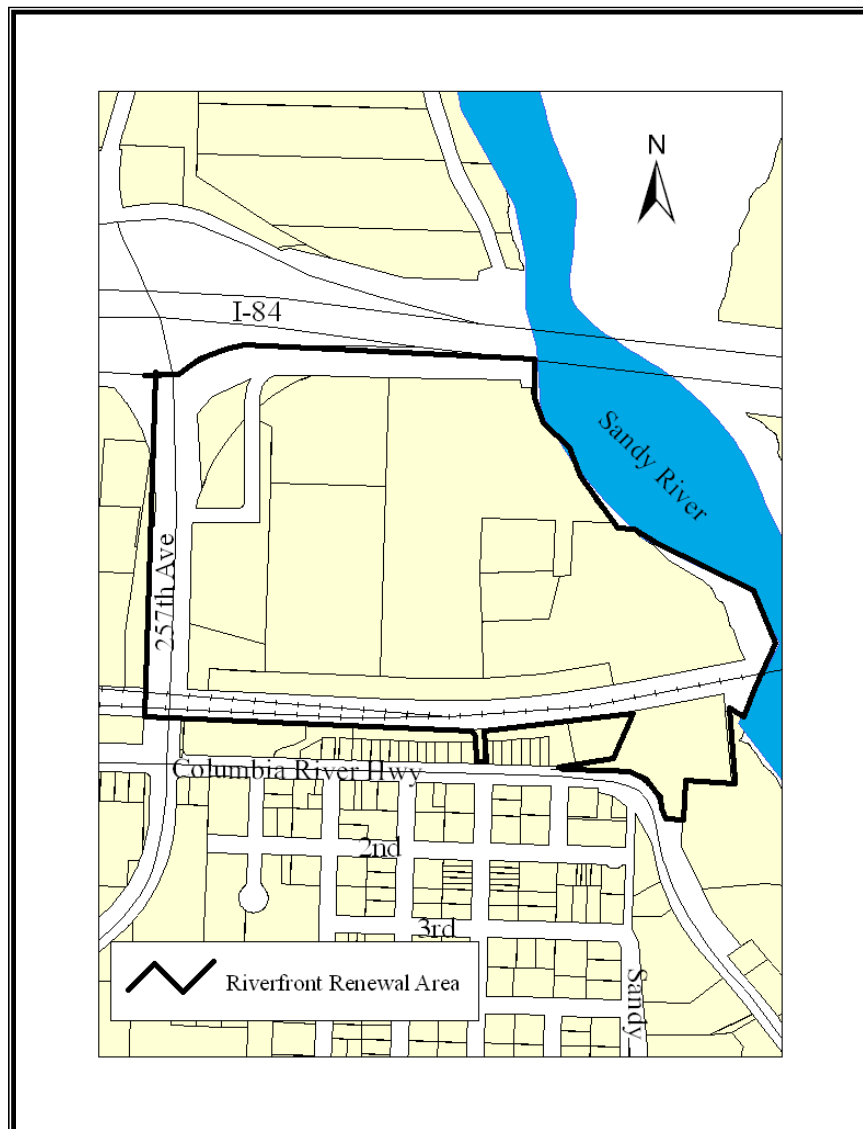 N
I-84
Sandy River
257th Ave
Columbia River Hwy
2nd
3rd
Riverfront Renewal Area
Sandy